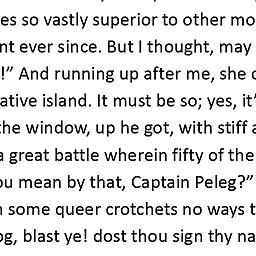 es so vastly superior to other mo
nt ever since. But I thought, may
!” And running up after me, she c
ative island. It must be so; yes, it’
the window, up he got, with stiff a
a great battle wherein fifty of the
ou mean by that, Captain Peleg?”
n some queer crotchets no ways t
og, blast ye! dost thou sign thy na